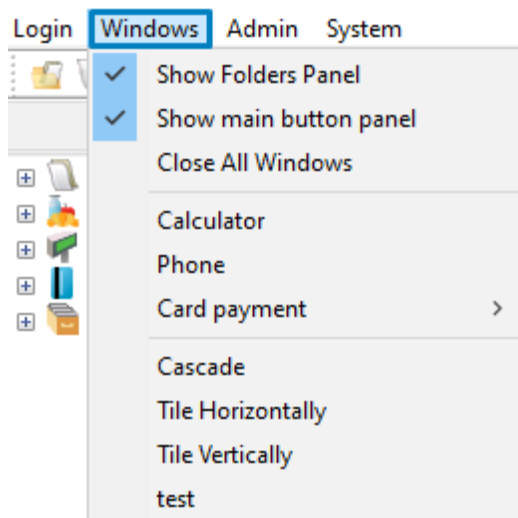 Login Windows Admin System
Show Folders Panel
Show main button panel
Close All Windows
Calculator
Phone
Card payment
Cascade
Tile Horizontally
Tile Vertically
test